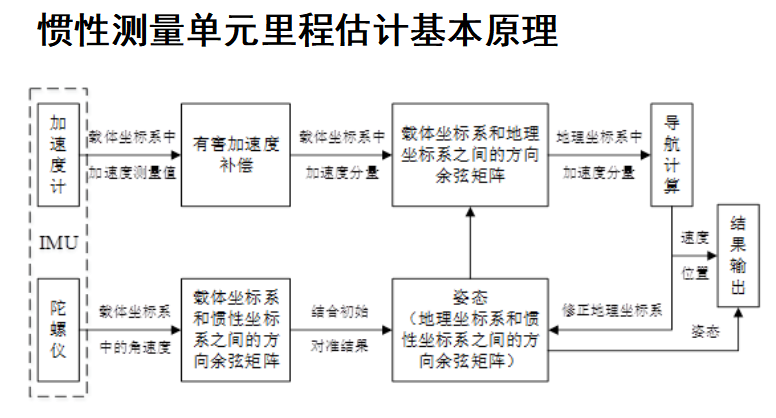 惯性测量单元里程估计基本原理
加速度计
载体坐标系中
加速度测量值
有害加速度
补偿
载体坐标系中
加速度分量
载体坐标系和地理
坐标系之间的方向
余弦矩阵
地理坐标系中
加速度分量
导航计算
IMU
速度
位置
结果输出
陀螺仪
载体坐标系
中的角速度
载体坐标系
和惯性坐标
系之间的方
向余弦矩阵
结合初始
对准结果
姿态
（地理坐标系和惯
性坐标系之间的方
向余弦矩阵）
修正地理坐标系
姿态